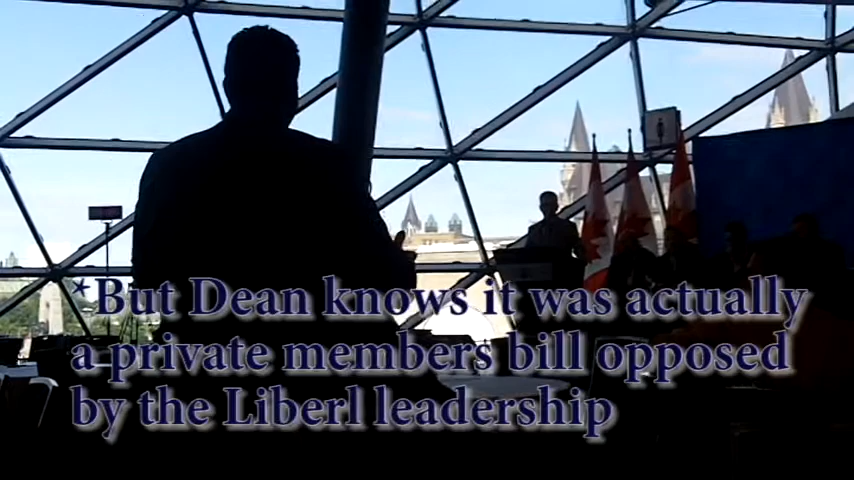 *But Dean knows it was actually
a private members bill opposed
by the Liberl leadership